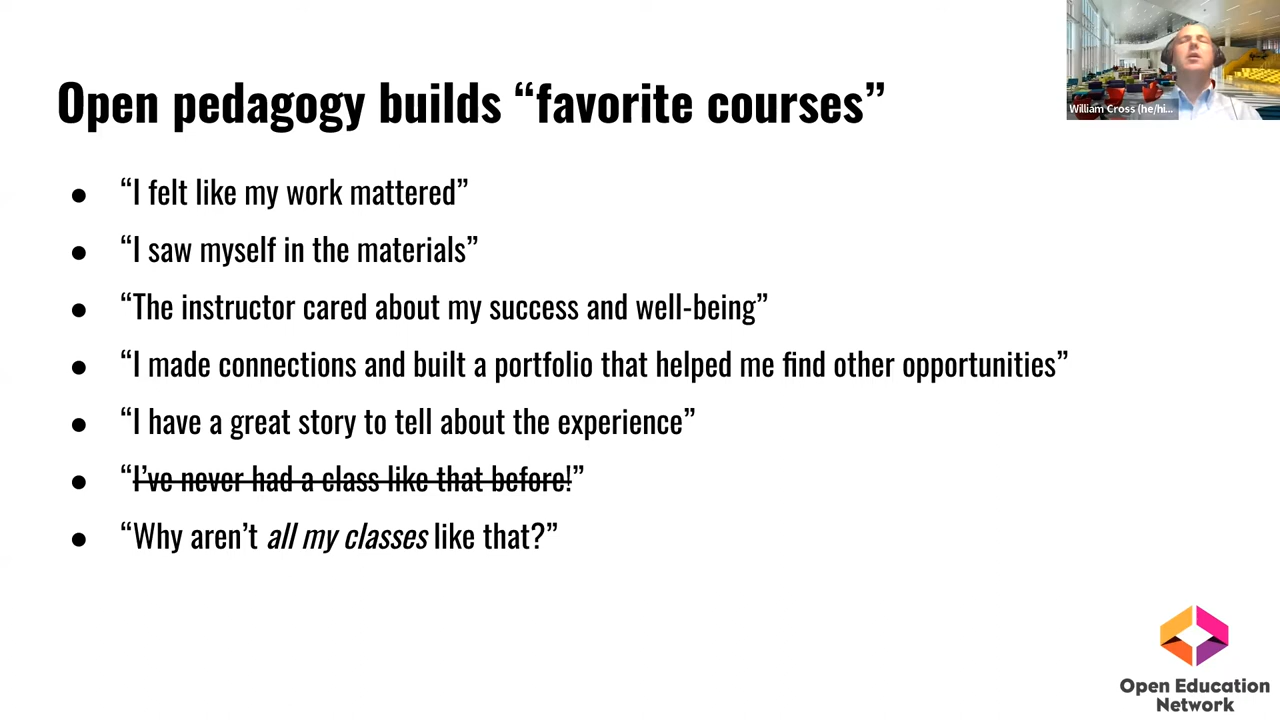 Open pedagogy builds “favorite courses”
William Cross (he/hi...
● “I felt like my work mattered”
● “I saw myself in the materials”
● “The instructor cared about my success and well-being”
● “I made connections and built a portfolio that helped me find other opportunities”
● “I have a great story to tell about the experience”
● “I’ve never had a class like that before!”
● “Why aren’t all my classes like that?”
Open Education
Network